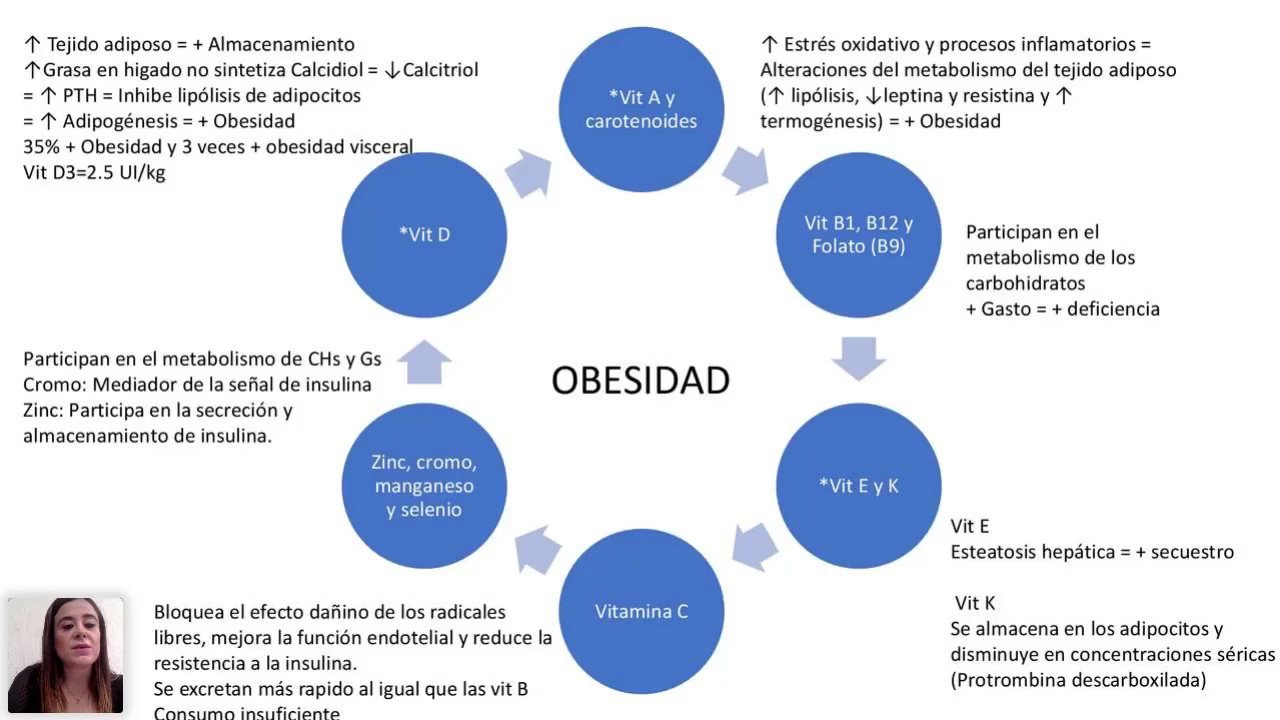 ↑ Tejido adiposo = + Almacenamiento
↑Grasa en higado no sintetiza Calcidiol = ↓Calcitriol
= ↑ PTH = Inhibe lipólisis de adipocitos
= ↑ Adipogénesis = + Obesidad
35% + Obesidad y 3 veces + obesidad visceral
Vit D3=2.5 UI/kg
*Vit A y
carotenoides
↑ Estrés oxidativo y procesos inflamatorios =
Alteraciones del metabolismo del tejido adiposo
(↑ lipólisis, ↓leptina y resistina y ↑
termogénesis) = + Obesidad
*Vit D
Vit B1, B12 y
Folato (B9)
Participan en el
metabolismo de los
carbohidratos
+ Gasto = + deficiencia
Participan en el metabolismo de CHs y Gs
Cromo: Mediador de la señal de insulina
Zinc: Participa en la secreción y
almacenamiento de insulina.
OBESIDAD
Zinc, cromo,
manganeso
y selenio
*Vit E y K
Vit E
Esteatosis hepática = + secuestro
Vit K
Se almacena en los adipocitos y
disminuye en concentraciones séricas
(Protrombina descarboxilada)
Vitamina C
Bloquea el efecto dañino de los radicales
libres, mejora la función endotelial y reduce la
resistencia a la insulina.
Se excretan más rapido al igual que las vit B
Consumo insuficiente